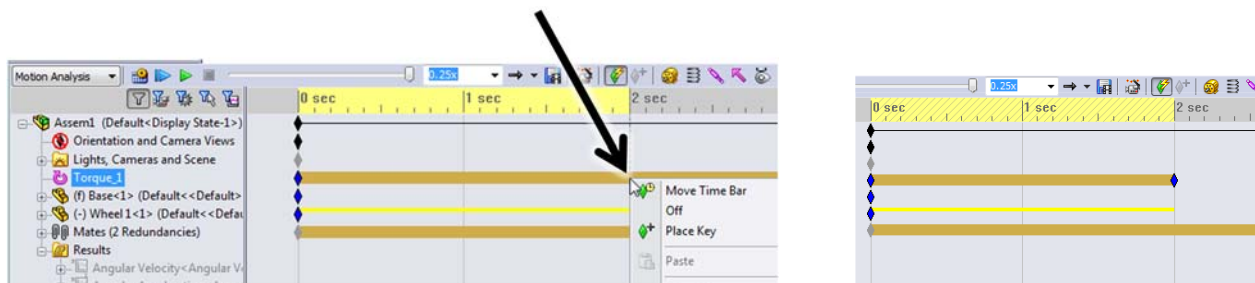 Motion Analysis
0.25x
0 sec
1 sec
2 sec
Assem1 (Default<Display State-1>)
Orientation and Camera Views
Lights, Cameras and Scene
Torque_1
(f) Base<1> (Default<<Default>
(-) Wheel 1<1> (Default<<Defau
Mates (2 Redundancies)
Results
Angular Velocity<Angular V
Move Time Bar
Off
Place Key
Paste
0.25x
0 sec
1 sec
2 sec